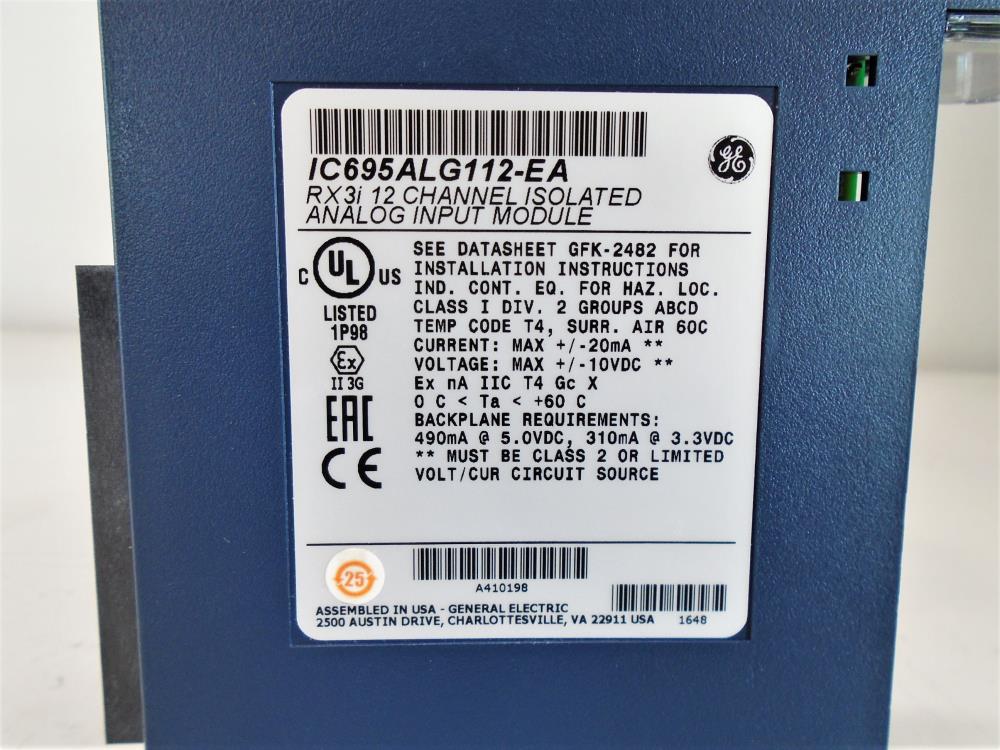 IC695ALG112-EA
RX3i 12 CHANNEL ISOLATED
ANALOG INPUT MODULE
GE
C UL US
LISTED
1P98
Ex
II 3G
EAC
CE
SEE DATASHEET GFK-2482 FOR
INSTALLATION INSTRUCTIONS
IND. CONT. EQ. FOR HAZ. LOC.
CLASS I DIV. 2 GROUPS ABCD
TEMP CODE T4, SURR. AIR 60C
CURRENT: MAX +/-20mA **
VOLTAGE: MAX +/-10VDC **
Ex nA IIC T4 Gc X
0 C < Ta < +60 C
BACKPLANE REQUIREMENTS:
490mA @ 5.0VDC, 310mA @ 3.3VDC
** MUST BE CLASS 2 OR LIMITED
VOLT/CUR CIRCUIT SOURCE
25
A410198
ASSEMBLED IN USA - GENERAL ELECTRIC
2500 AUSTIN DRIVE, CHARLOTTESVILLE, VA 22911 USA
1648